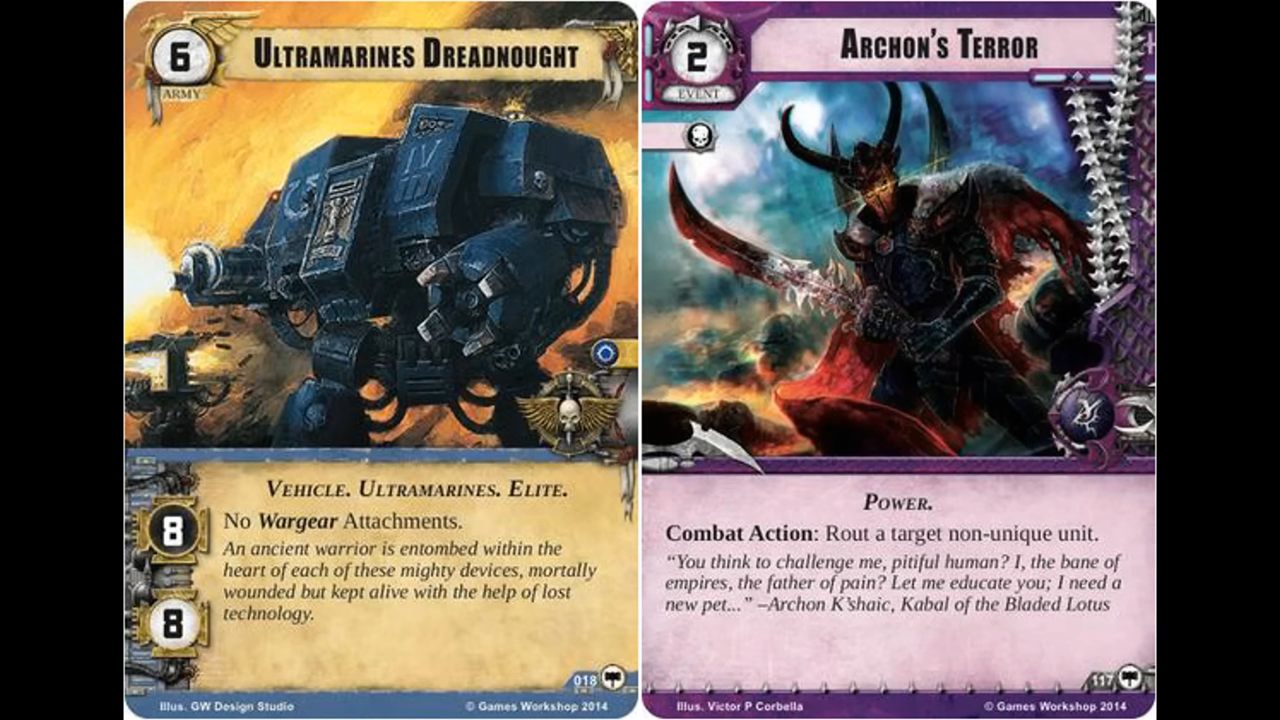 6
ULTRAMARINES DREADNOUGHT
ARMY
VEHICLE. ULTRAMARINES. ELITE.
8
No Wargear Attachments.
An ancient warrior is entombed within the
heart of each of these mighty devices, mortally
wounded but kept alive with the help of lost
technology.
8
018
Illus. GW Design Studio
© Games Workshop 2014
2
ARCHON'S TERROR
EVENT
POWER.
Combat Action: Rout a target non-unique unit.
“You think to challenge me, pitiful human? I, the bane of
empires, the father of pain? Let me educate you; I need a
new pet...” –Archon K’shaic, Kabal of the Bladed Lotus
117
Illus. Victor P Corbella
© Games Workshop 2014